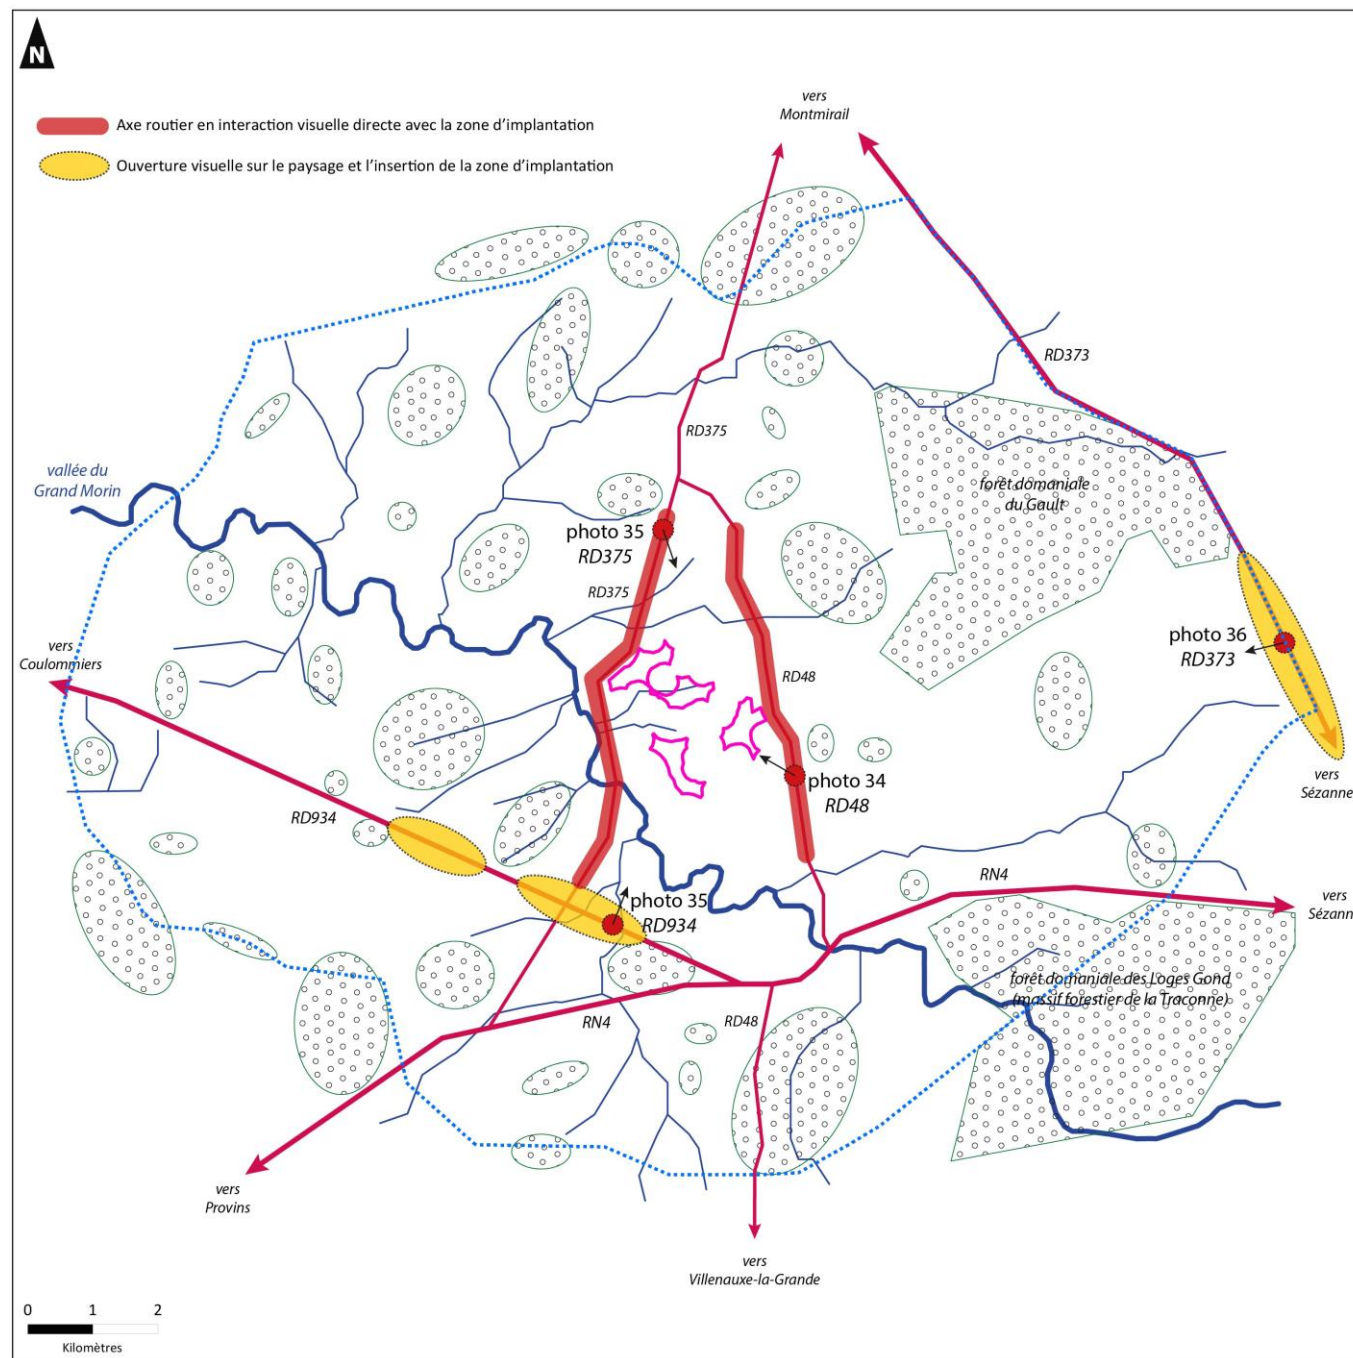 N
Axe routier en interaction visuelle directe avec la zone d'implantation
Ouverture visuelle sur le paysage et l'insertion de la zone d'implantation
vers
Montmirail
RD373
RD375
vallée du
Grand Morin
forêt domaniale
du Gault
photo 35
RD375
RD375
vers
Coulommiers
photo 36
RD373
RD48
photo 34
RD48
vers
Sézanne
RD934
RN4
photo 35
RD934
vers
Sézann
forêt domaniale des Loges Gond
(massif forestier de la Traconne)
RN4
RD48
vers
Provins
vers
Villenauxe-la-Grande
0 1 2
Kilomètres